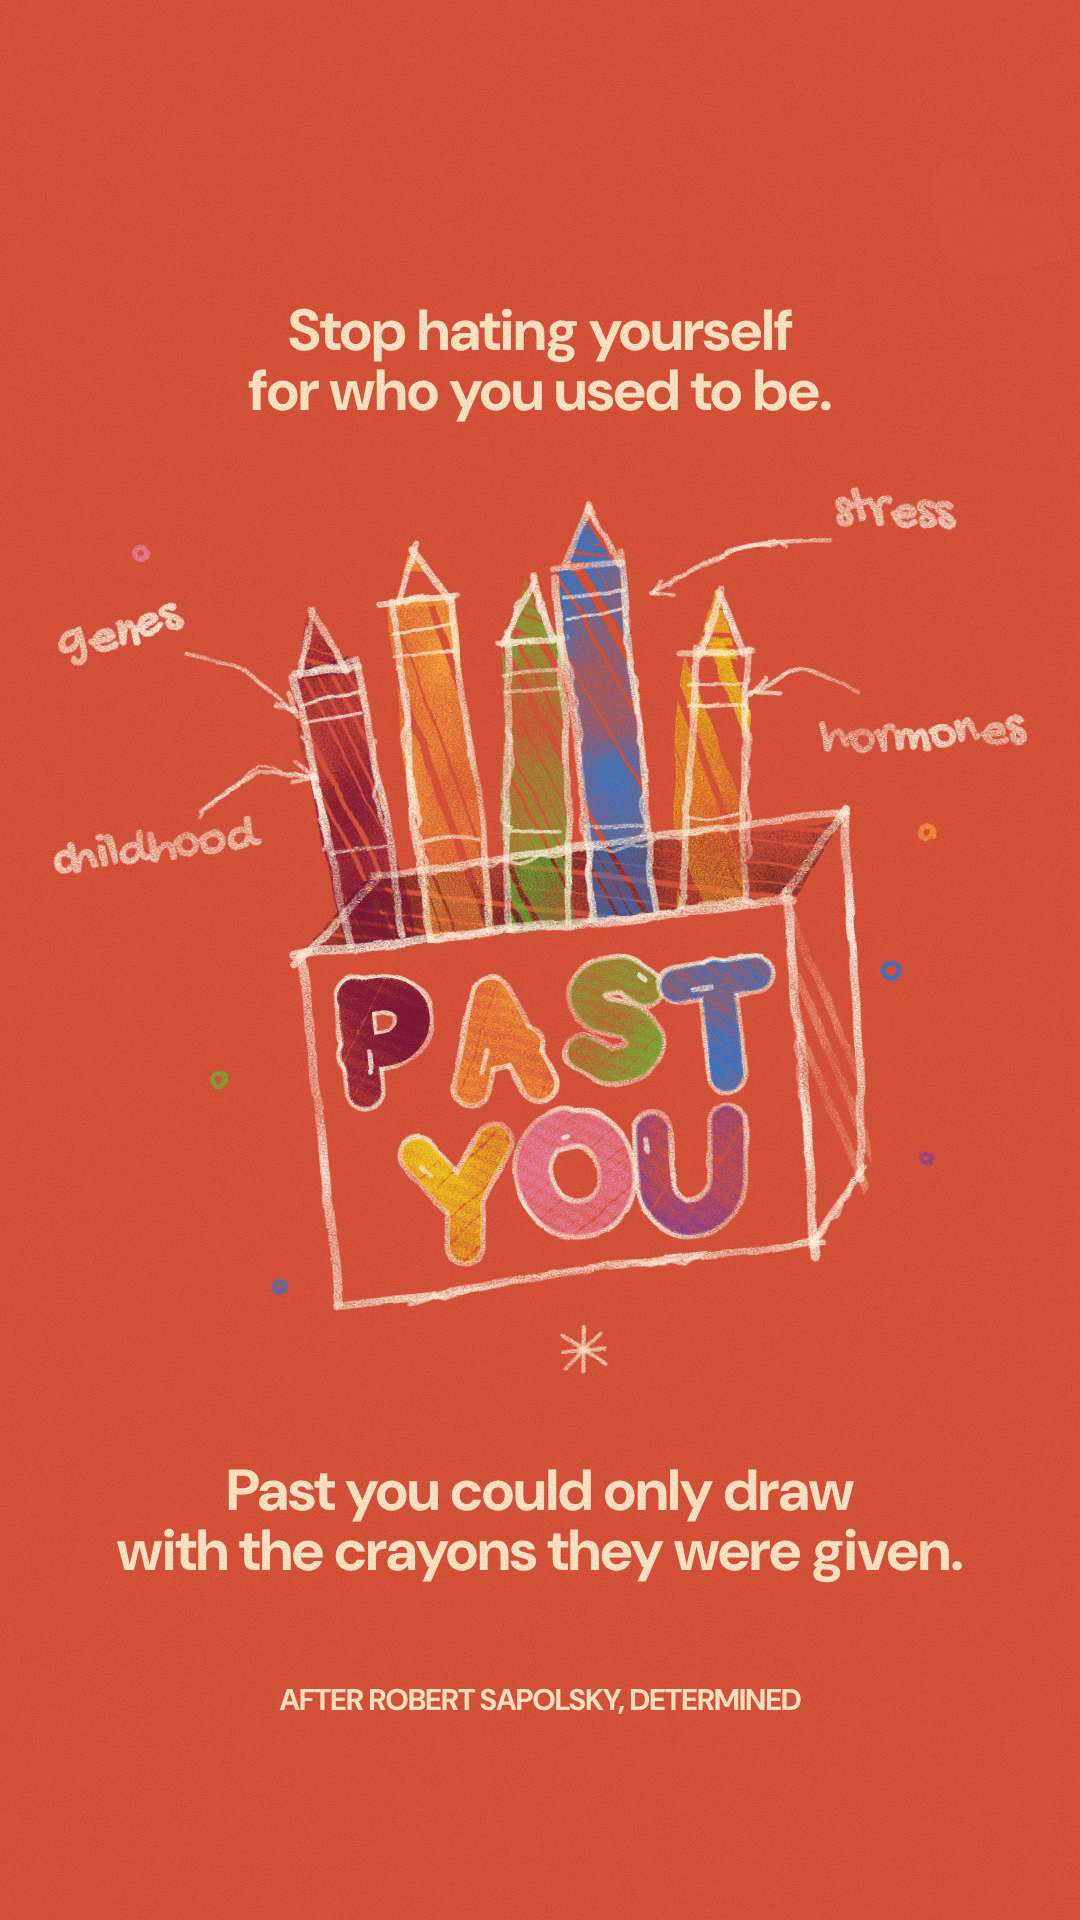 Stop hating yourself
for who you used to be.
stress
genes
hormones
childhood
PAST
YOU
Past you could only draw
with the crayons they were given.
AFTER ROBERT SAPOLSKY, DETERMINED